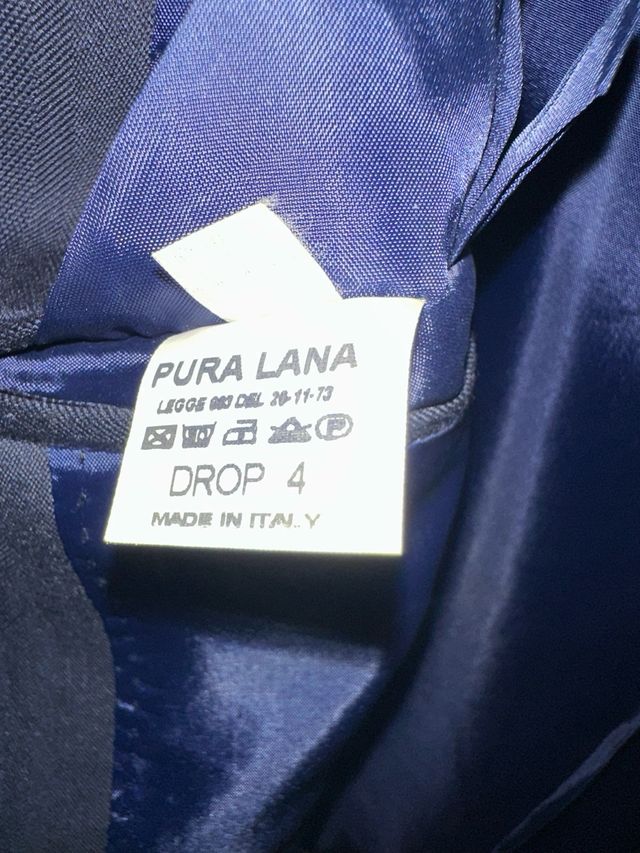 PURA LANA
LEGGE 883 DEL 26-11-73
DROP 4
MADE IN ITALY